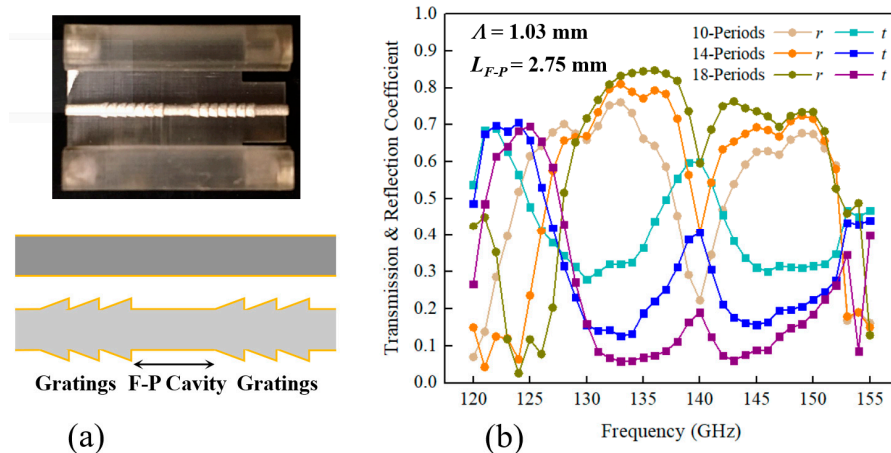 Gratings F-P Cavity Gratings
(a)
Λ = 1.03 mm
L_F-P = 2.75 mm
10-Periods r t
14-Periods r t
18-Periods r t
Transmission & Reflection Coefficient
1.0
0.9
0.8
0.7
0.6
0.5
0.4
0.3
0.2
0.1
0.0
120 125 130 135 140 145 150 155
Frequency (GHz)
(b)